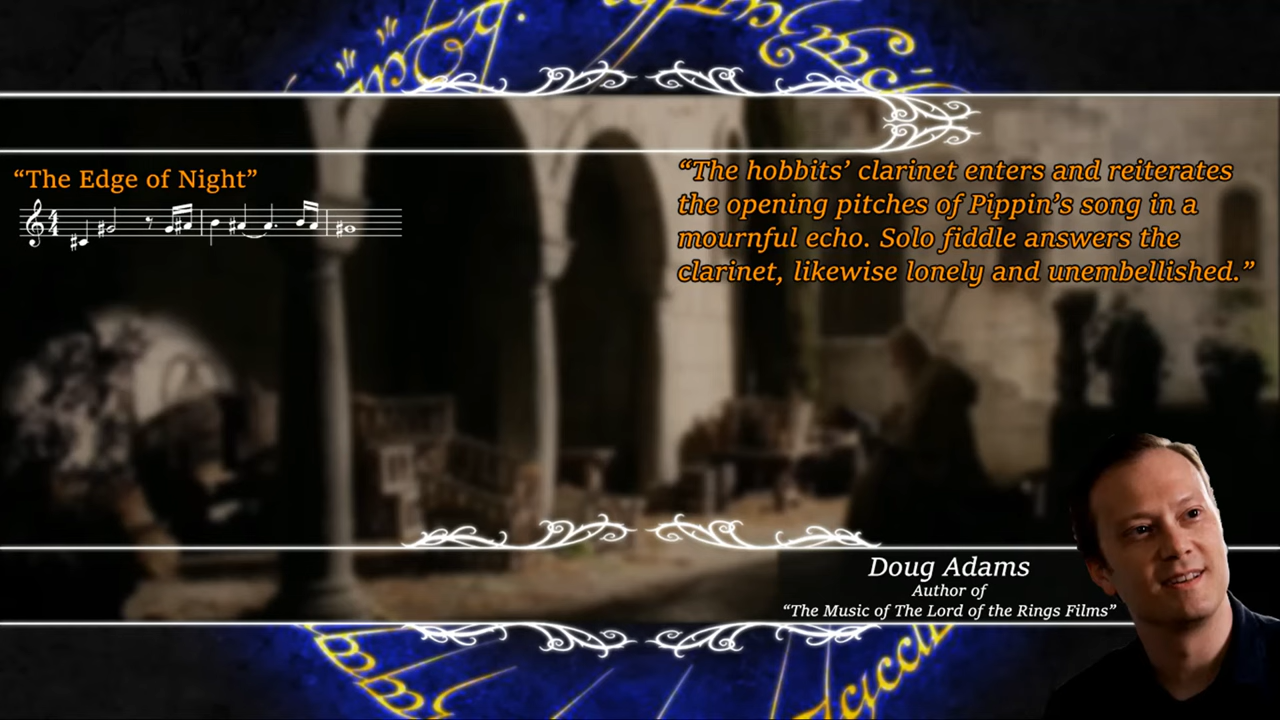 “The Edge of Night”
“The hobbits’ clarinet enters and reiterates
the opening pitches of Pippin’s song in a
mournful echo. Solo fiddle answers the
clarinet, likewise lonely and unembellished.”
Doug Adams
Author of
“The Music of The Lord of the Rings Films”